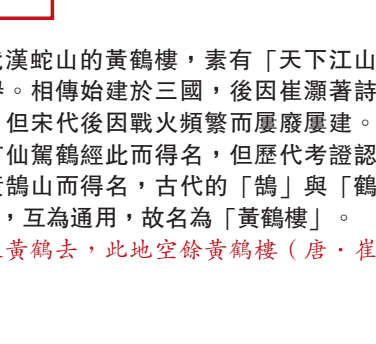 漢蛇山的黃鶴樓，素有「天下江山
。相傳始建於三國，後因崔灝著詩
但宋代後因戰火頻繁而屢廢屢建。
仙駕鶴經此而得名，但歷代考證認
鵠山而得名，古代的「鵠」與「鶴
，互為通用，故名為「黃鶴樓」。
黃鶴去，此地空餘黃鶴樓（唐．崔